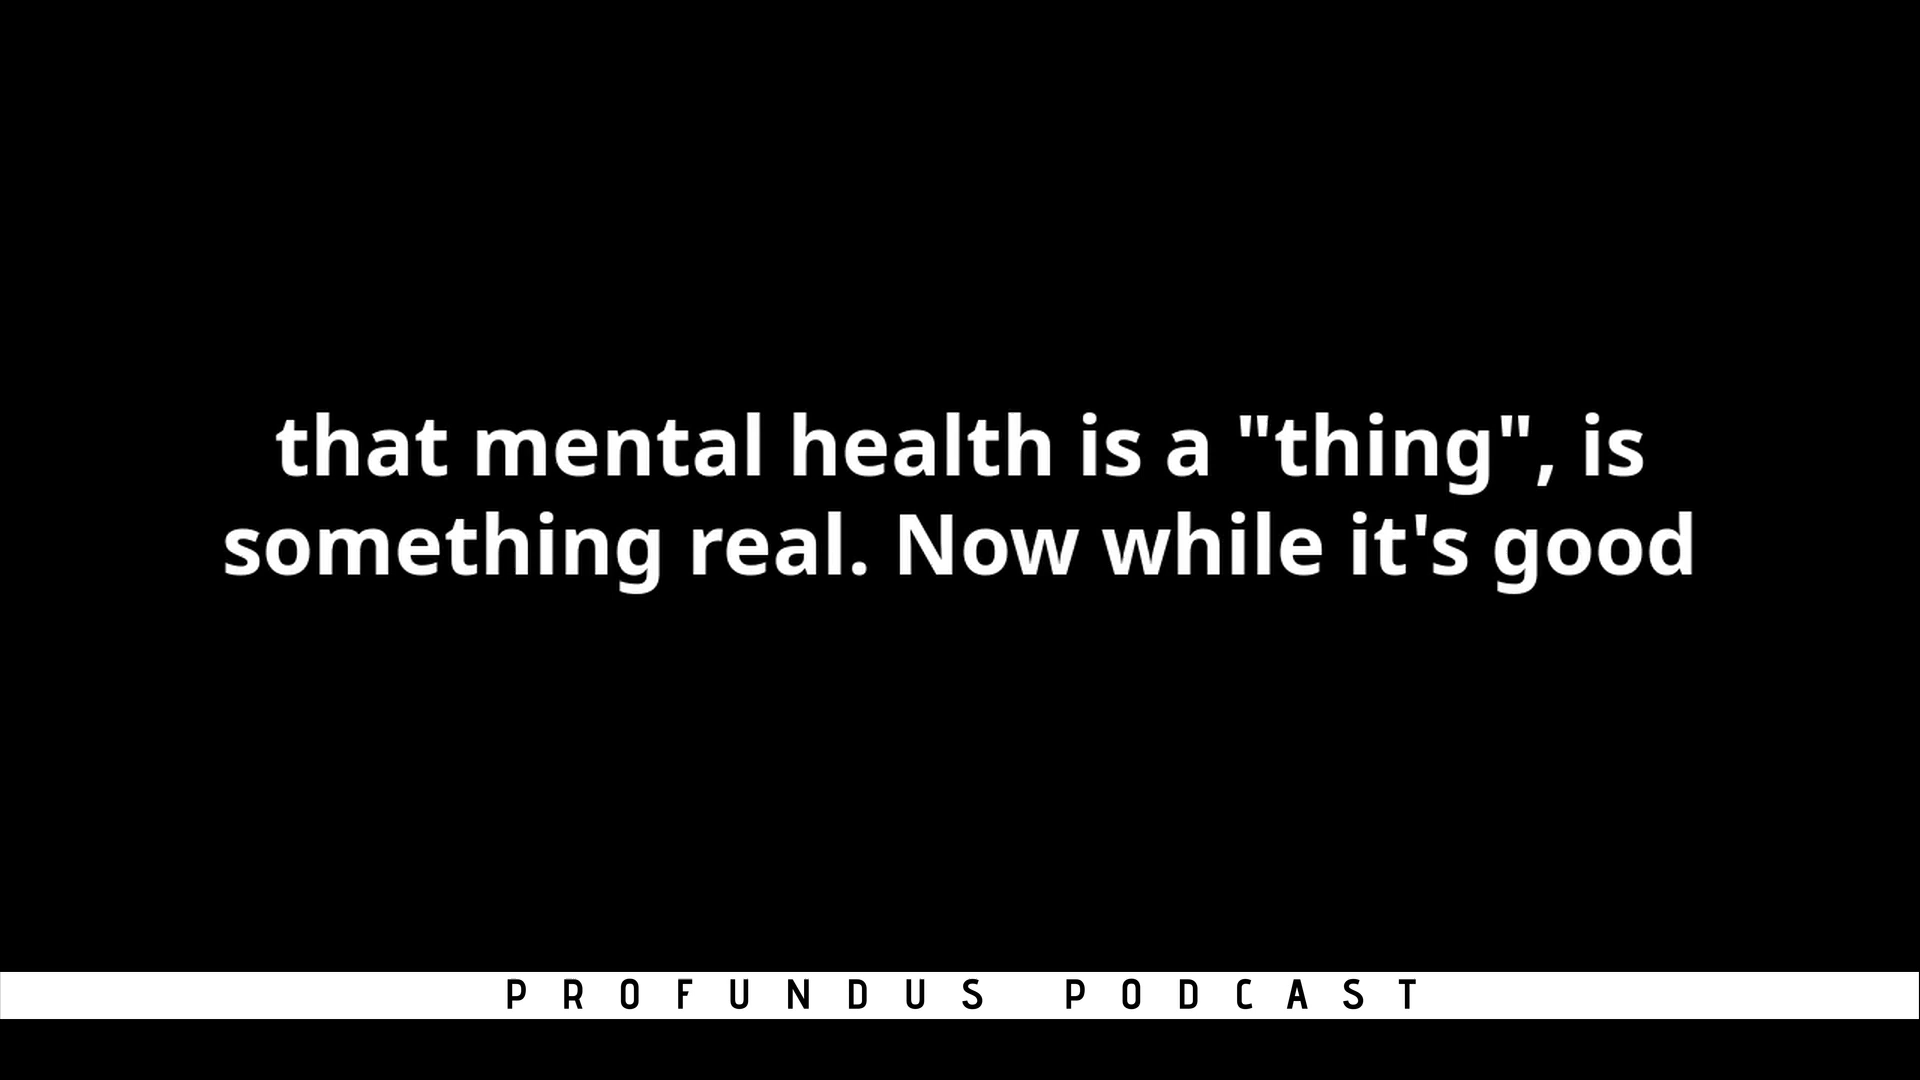 that mental health is a "thing", is
something real. Now while it's good
PROFUNDUS PODCAST